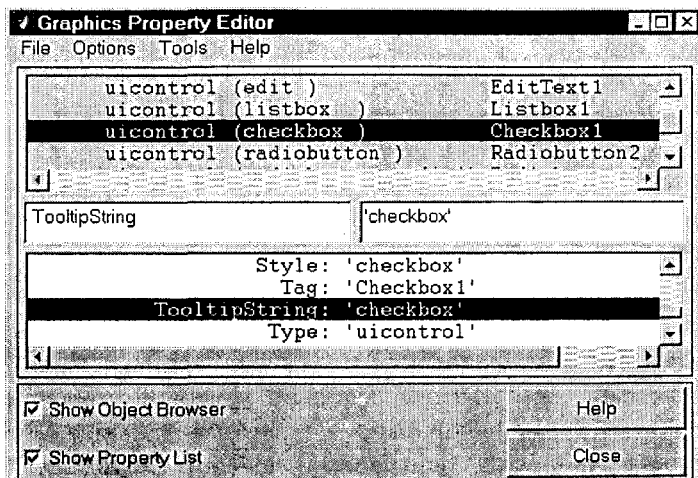 Graphics Property Editor
File Options Tools Help
uicontrol (edit ) EditText1
uicontrol (listbox ) Listbox1
uicontrol (checkbox ) Checkbox1
uicontrol (radiobutton ) Radiobutton2
TooltipString 'checkbox'
Style: 'checkbox'
Tag: 'Checkbox1'
TooltipString: 'checkbox'
Type: 'uicontrol'
Show Object Browser Help
Show Property List Close